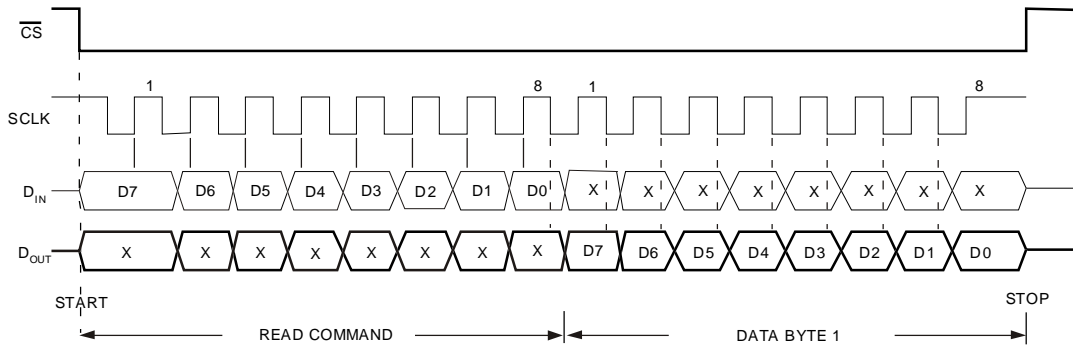 CS
1 8 1 8
SCLK
DIN D7 D6 D5 D4 D3 D2 D1 D0 X X X X X X X X
DOUT X X X X X X X X D7 D6 D5 D4 D3 D2 D1 D0
START STOP
READ COMMAND DATA BYTE 1